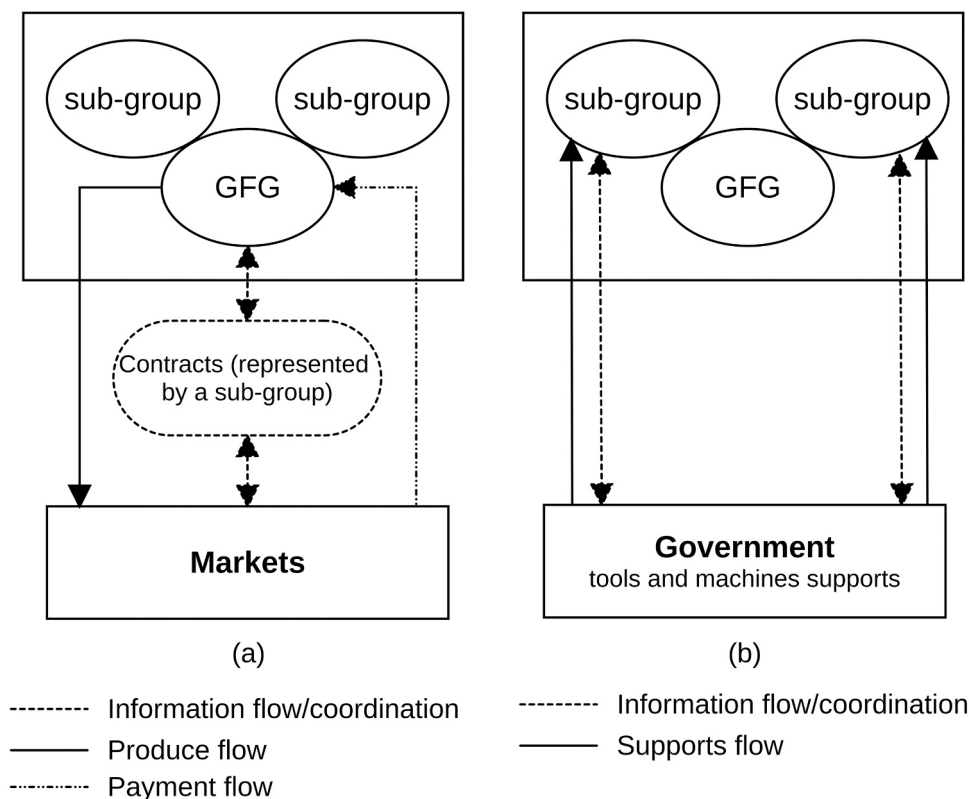 sub-group
sub-group
GFG
Contracts (represented
by a sub-group)
Markets
(a)
Information flow/coordination
Produce flow
Payment flow
sub-group
sub-group
GFG
Government
tools and machines supports
(b)
Information flow/coordination
Supports flow